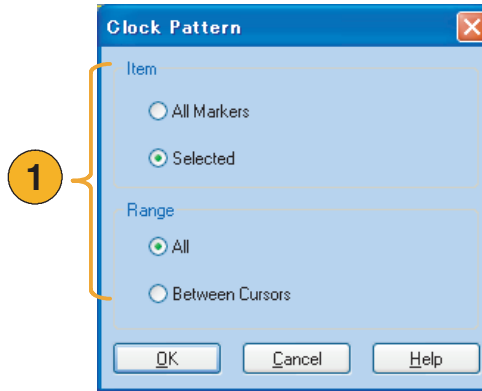 Clock Pattern
Item
All Markers
Selected
1
Range
All
Between Cursors
OK Cancel Help